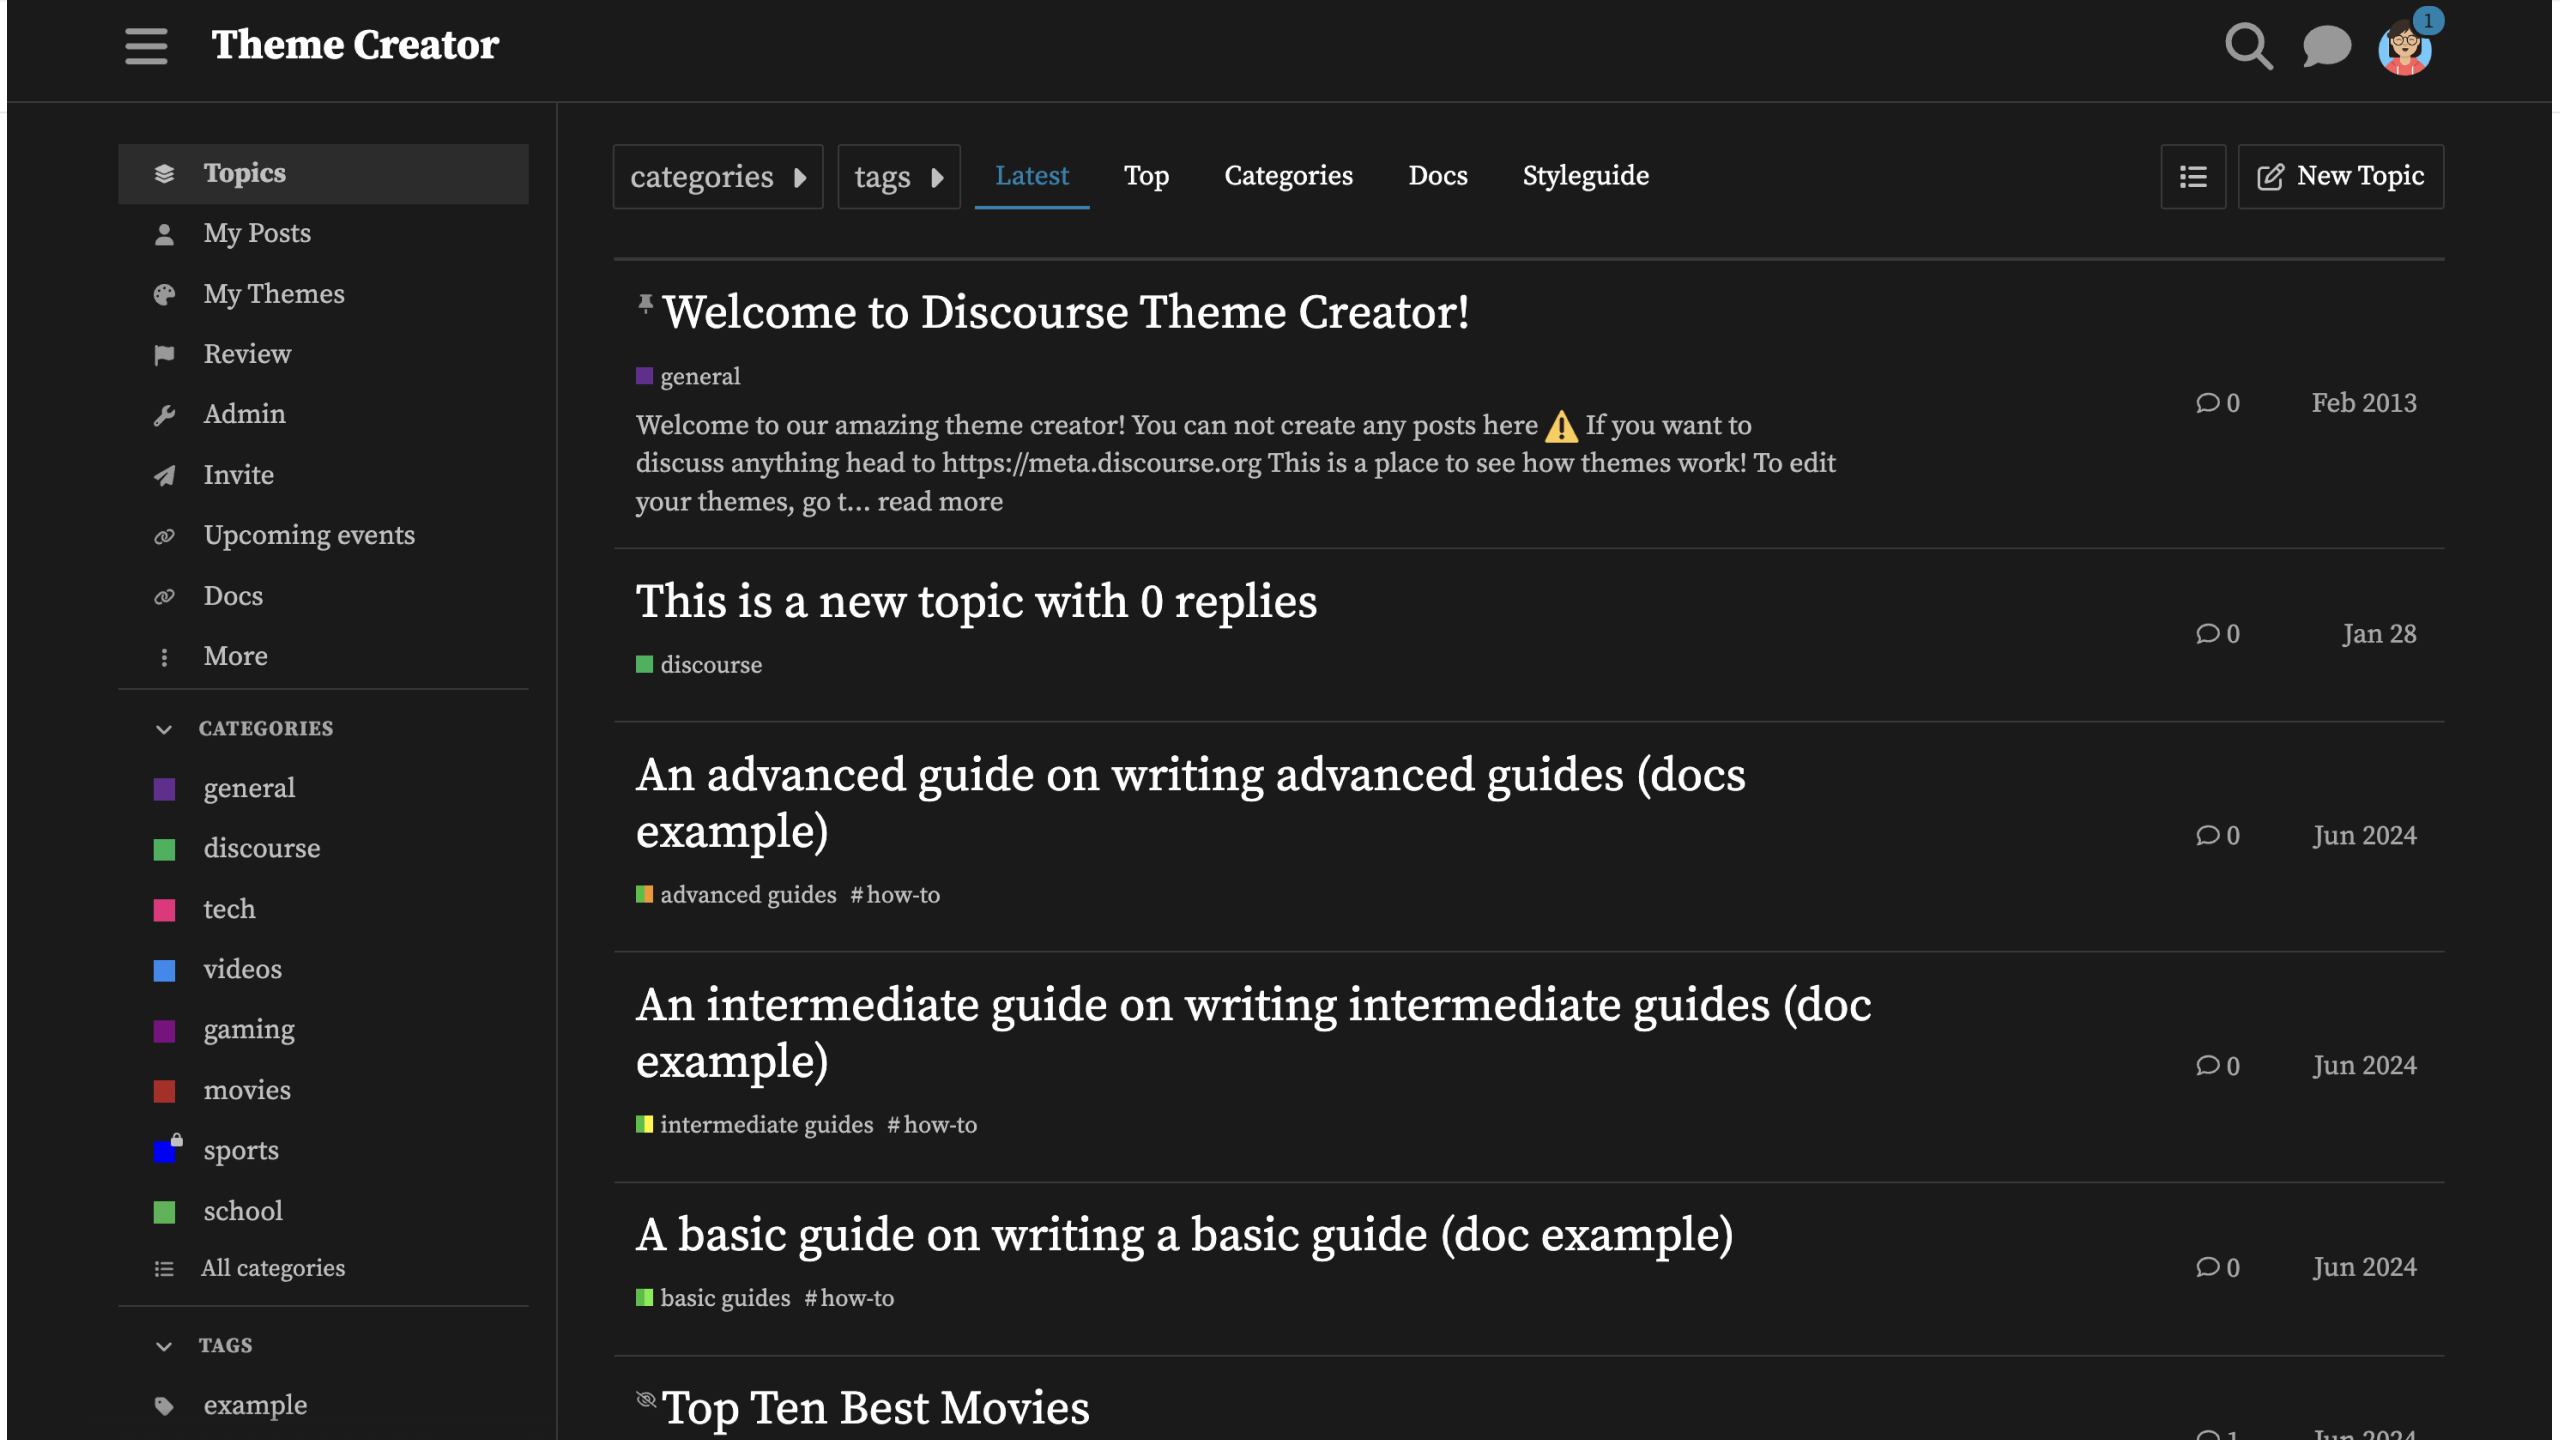 Theme Creator
1
Topics
My Posts
My Themes
Review
Admin
Invite
Upcoming events
Docs
More
CATEGORIES
general
discourse
tech
videos
gaming
movies
sports
school
All categories
TAGS
example
categories
tags
Latest
Top
Categories
Docs
Styleguide
New Topic
Welcome to Discourse Theme Creator!
general
Welcome to our amazing theme creator! You can not create any posts here ⚠️ If you want to
discuss anything head to https://meta.discourse.org This is a place to see how themes work! To edit
your themes, go t... read more
0
Feb 2013
This is a new topic with 0 replies
discourse
0
Jan 28
An advanced guide on writing advanced guides (docs
example)
advanced guides #how-to
0
Jun 2024
An intermediate guide on writing intermediate guides (doc
example)
intermediate guides #how-to
0
Jun 2024
A basic guide on writing a basic guide (doc example)
basic guides #how-to
0
Jun 2024
Top Ten Best Movies
1
Jun 2024